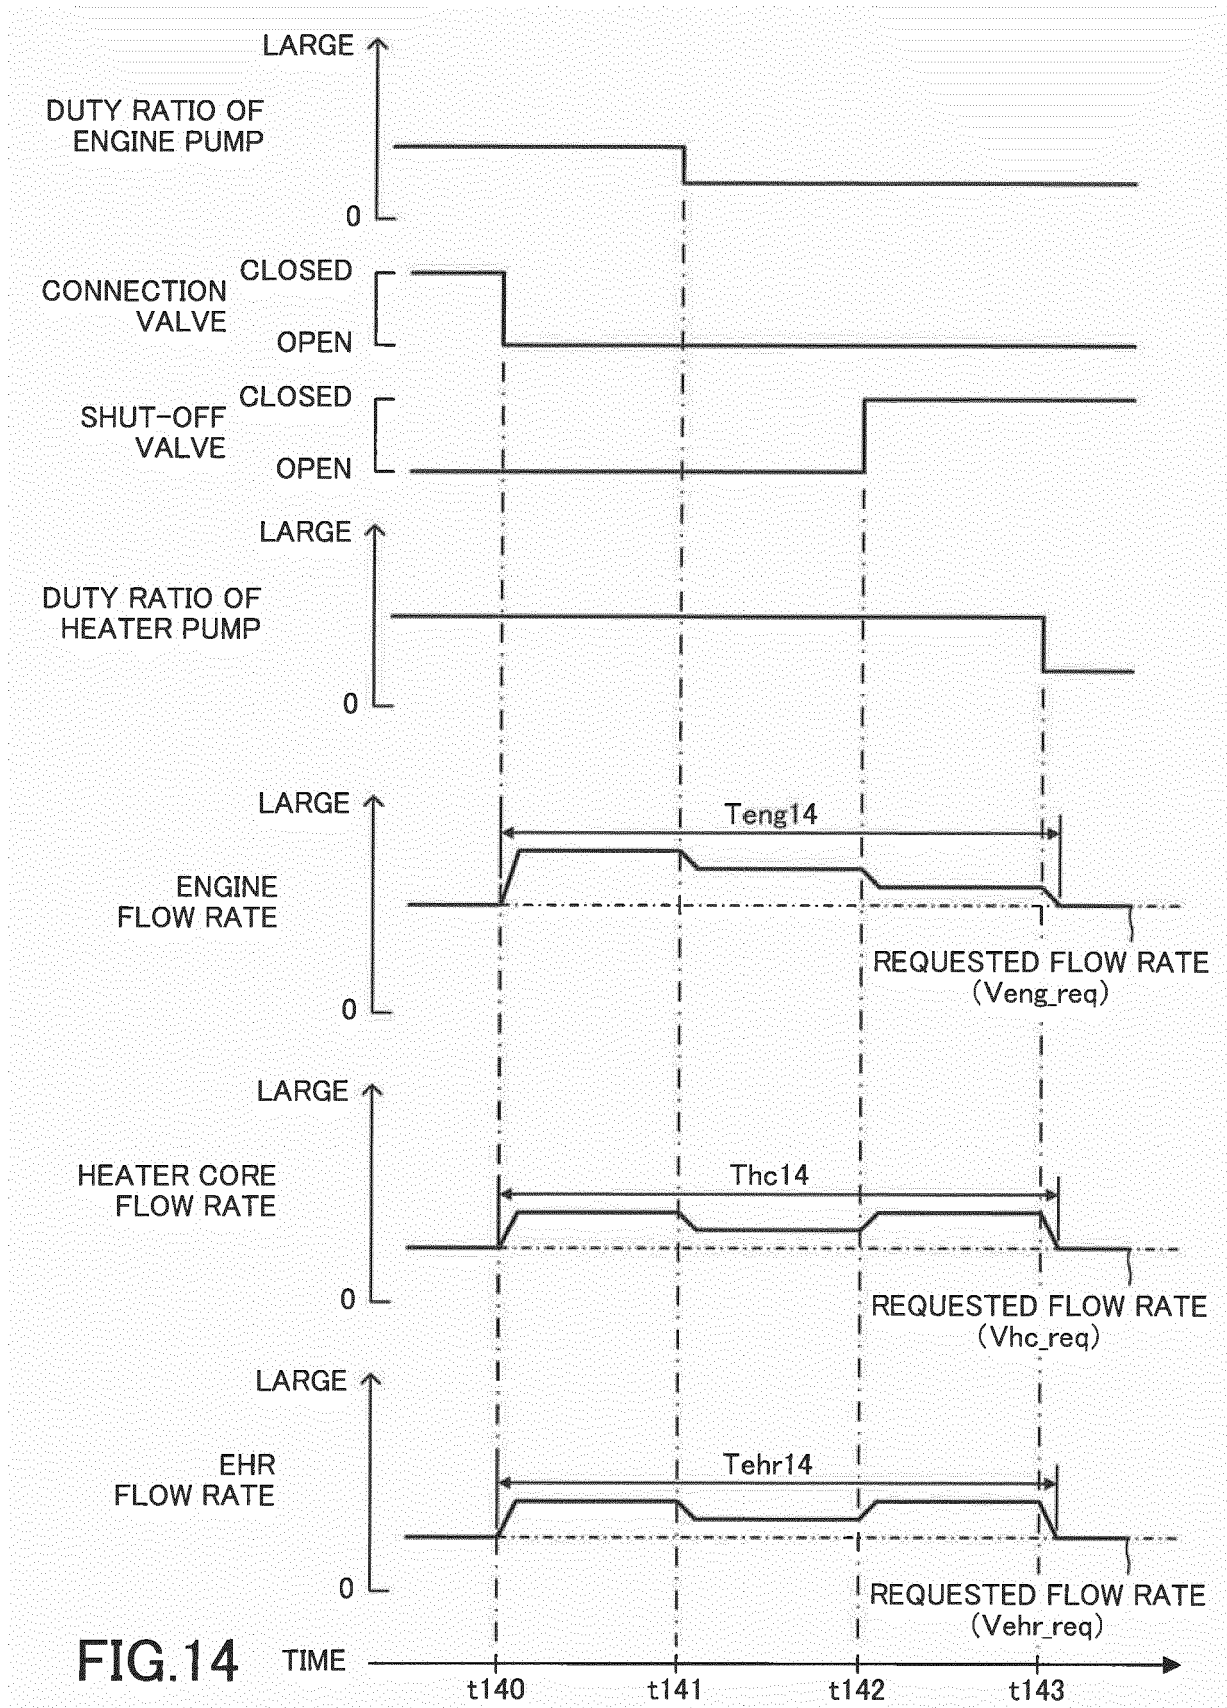 LARGE
DUTY RATIO OF
ENGINE PUMP
0
CLOSED
CONNECTION
VALVE
OPEN
CLOSED
SHUT-OFF
VALVE
OPEN
LARGE
DUTY RATIO OF
HEATER PUMP
0
LARGE
Teng14
ENGINE
FLOW RATE
REQUESTED FLOW RATE
(Veng_req)
0
LARGE
Thc14
HEATER CORE
FLOW RATE
0
REQUESTED FLOW RATE
(Vhc_req)
LARGE
Tehr14
EHR
FLOW RATE
0
REQUESTED FLOW RATE
(Vehr_req)
FIG.14
TIME
t140 t141 t142 t143